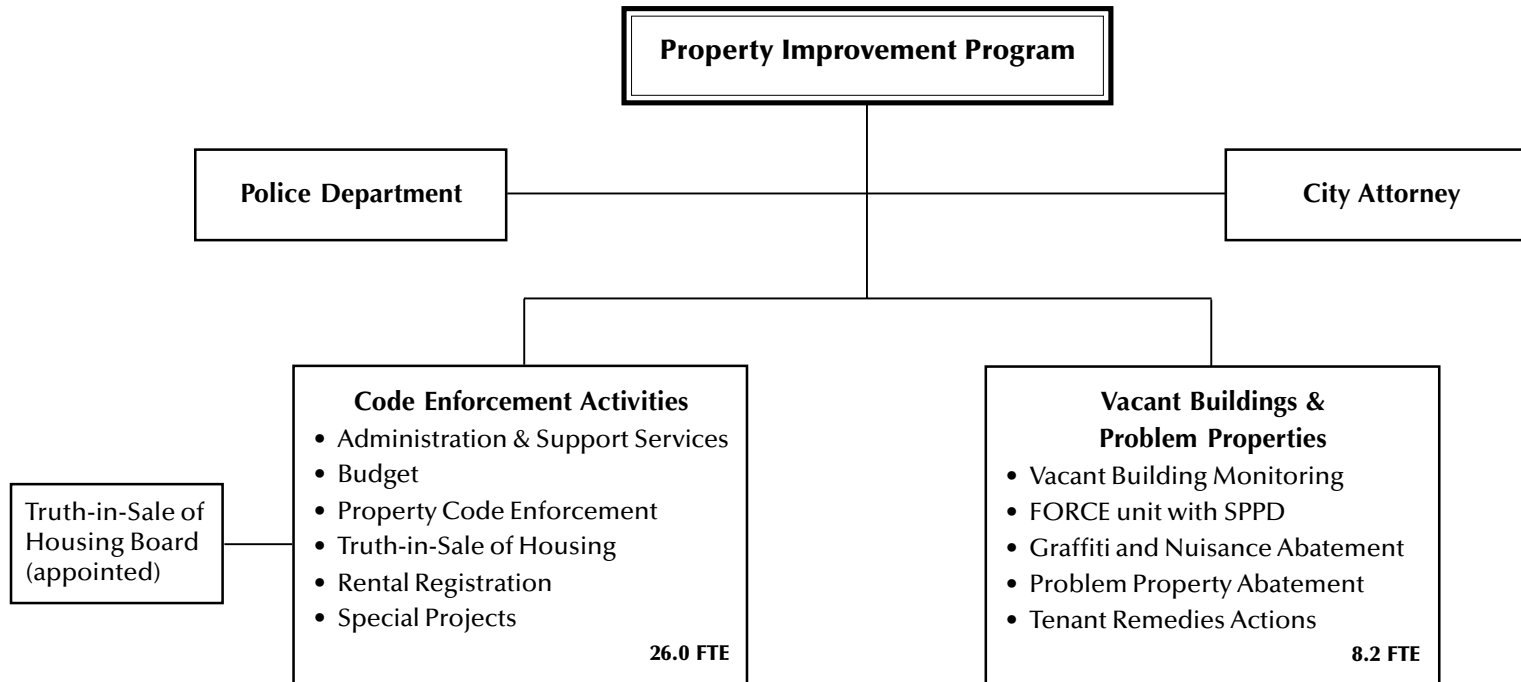 Property Improvement Program
Police Department
City Attorney
Code Enforcement Activities
• Administration & Support Services
• Budget
• Property Code Enforcement
• Truth-in-Sale of Housing
• Rental Registration
• Special Projects
26.0 FTE
Truth-in-Sale of
Housing Board
(appointed)
Vacant Buildings &
Problem Properties
• Vacant Building Monitoring
• FORCE unit with SPPD
• Graffiti and Nuisance Abatement
• Problem Property Abatement
• Tenant Remedies Actions
8.2 FTE